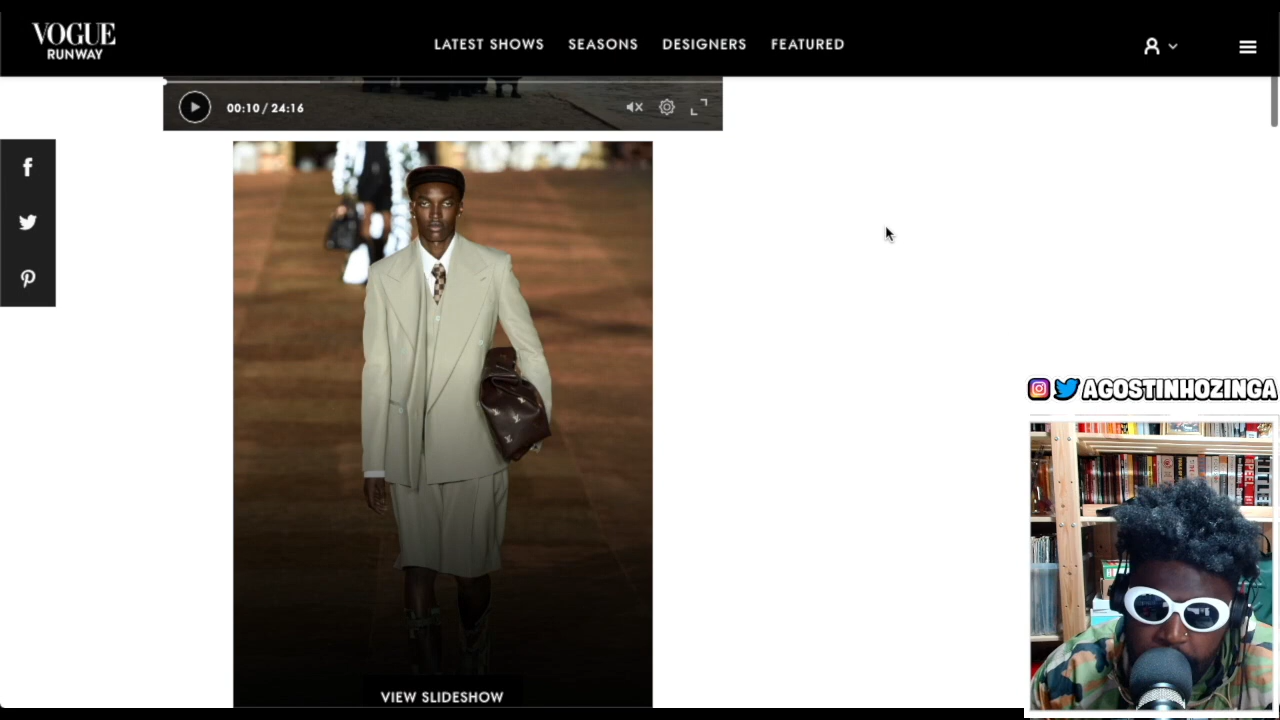 VOGUE
RUNWAY
LATEST SHOWS SEASONS DESIGNERS FEATURED
00:10 / 24:16
AGOSTINHOZINGA
VIEW SLIDESHOW